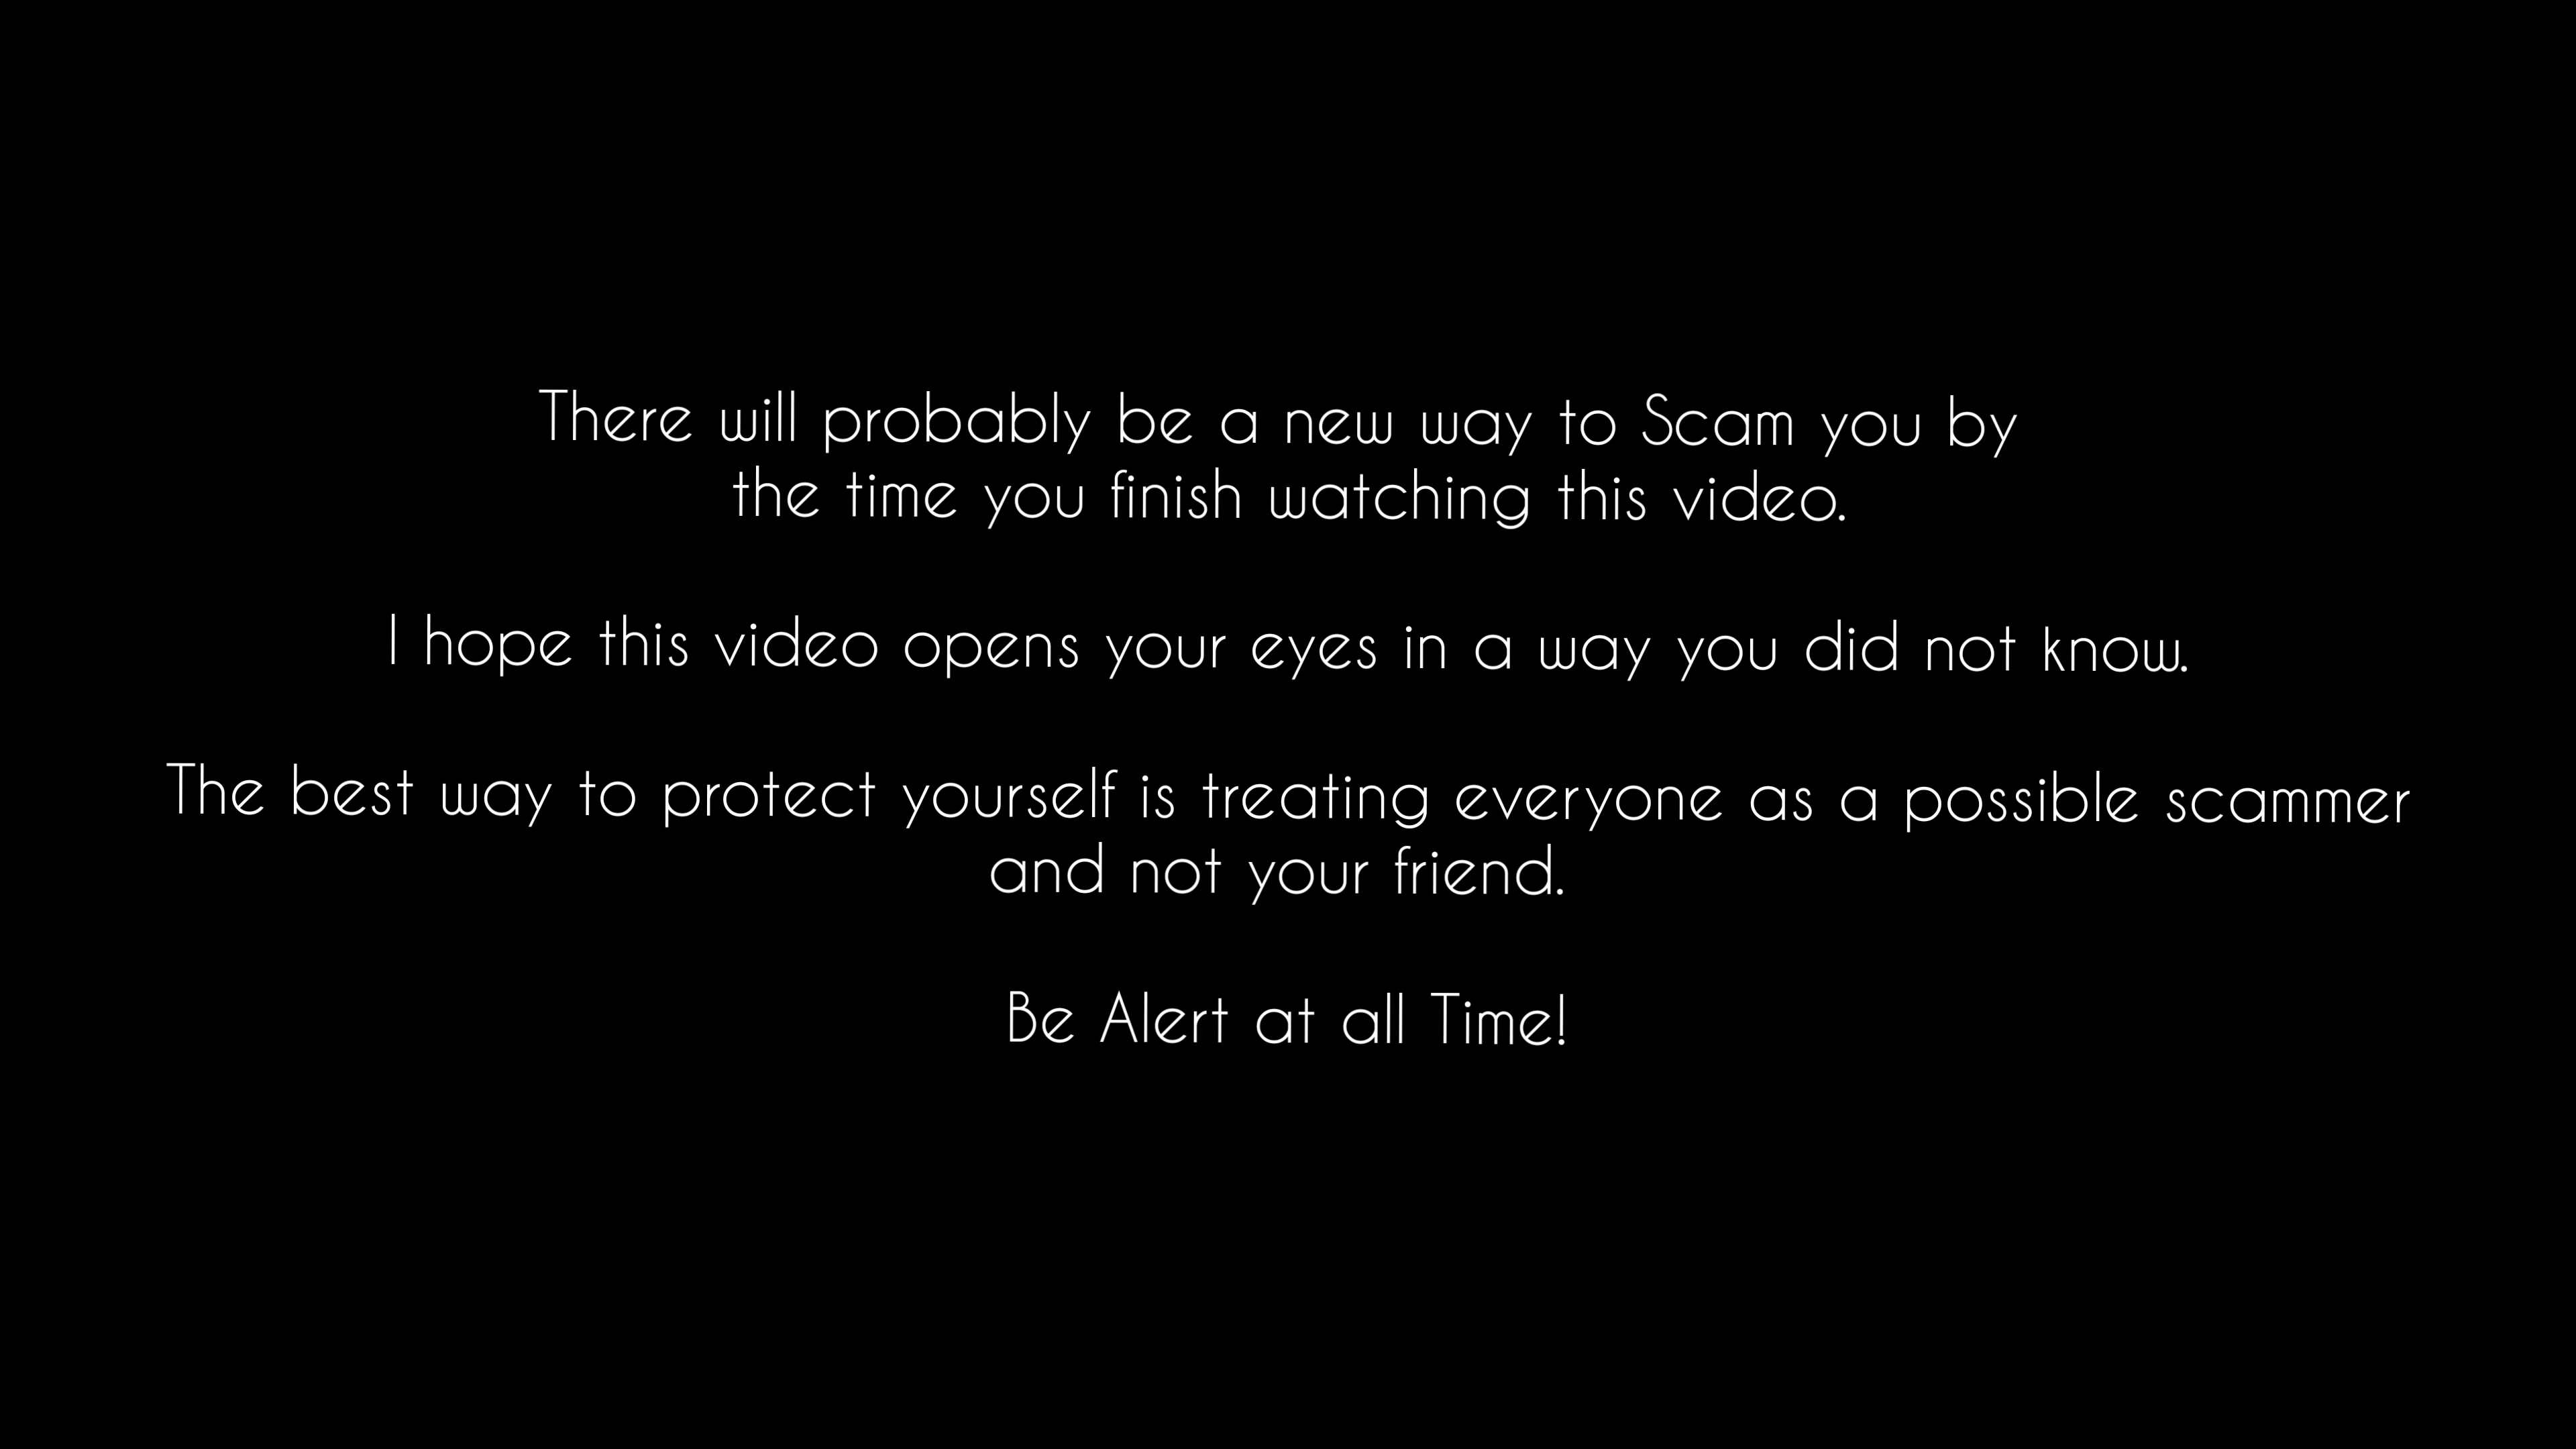 There will probably be a new way to Scam you by
the time you finish watching this video.
I hope this video opens your eyes in a way you did not know.
The best way to protect yourself is treating everyone as a possible scammer
and not your friend.
Be Alert at all Time!